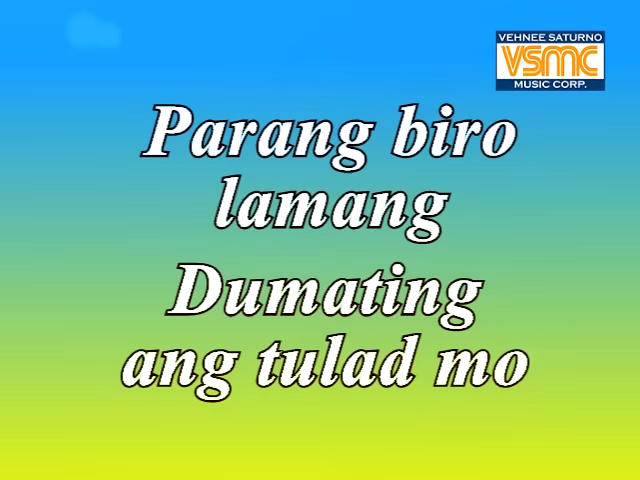 VEHNEE SATURNO
VSMC
MUSIC CORP.
Parang biro
lamang
Dumating
ang tulad mo